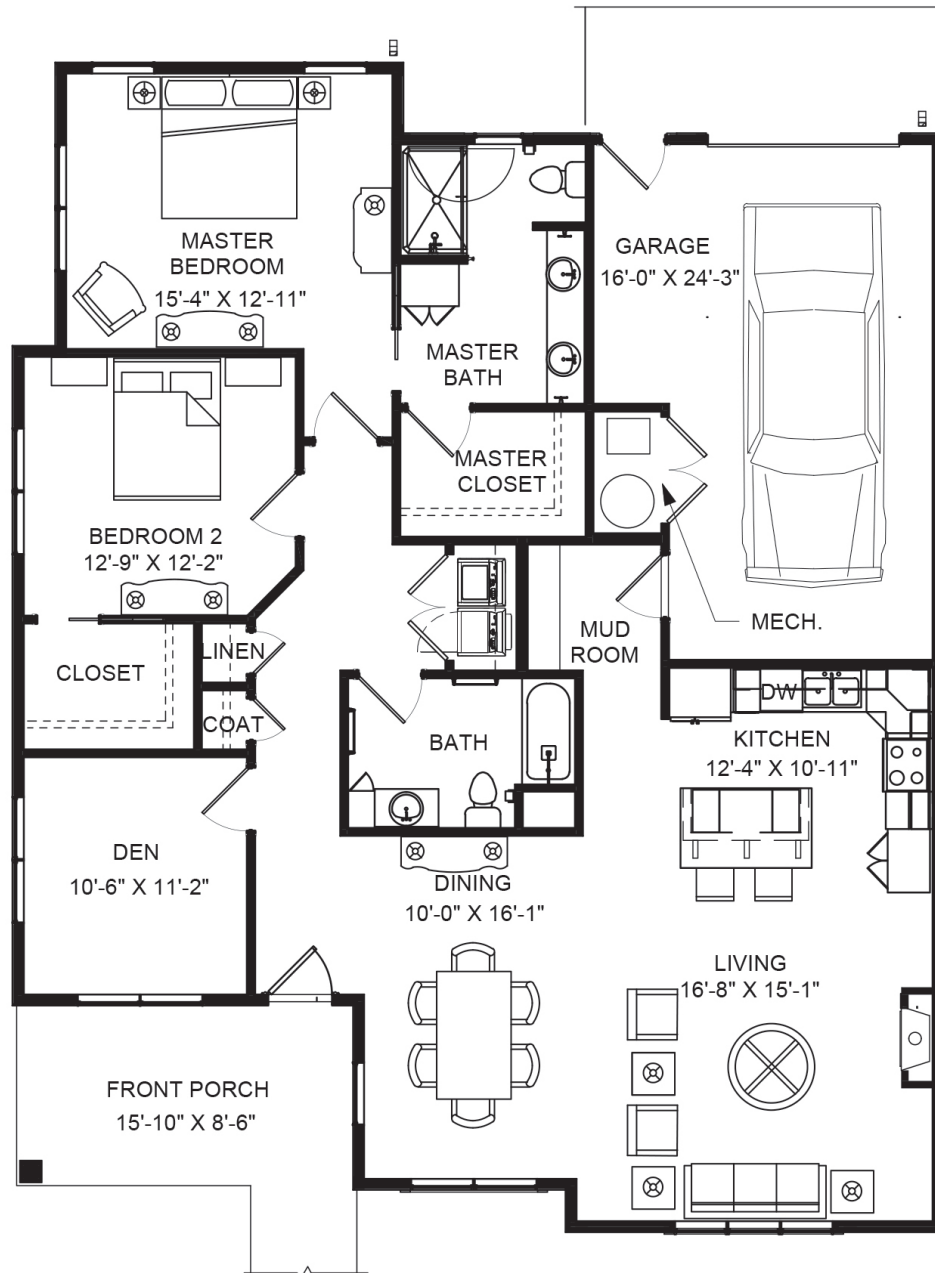 MASTER
BEDROOM
15'-4" X 12'-11"
GARAGE
16'-0" X 24'-3"
MASTER
BATH
MASTER
CLOSET
BEDROOM 2
12'-9" X 12'-2"
MECH.
MUD
ROOM
LINEN
CLOSET
COAT
BATH
DW
KITCHEN
12'-4" X 10'-11"
DEN
10'-6" X 11'-2"
DINING
10'-0" X 16'-1"
LIVING
16'-8" X 15'-1"
FRONT PORCH
15'-10" X 8'-6"